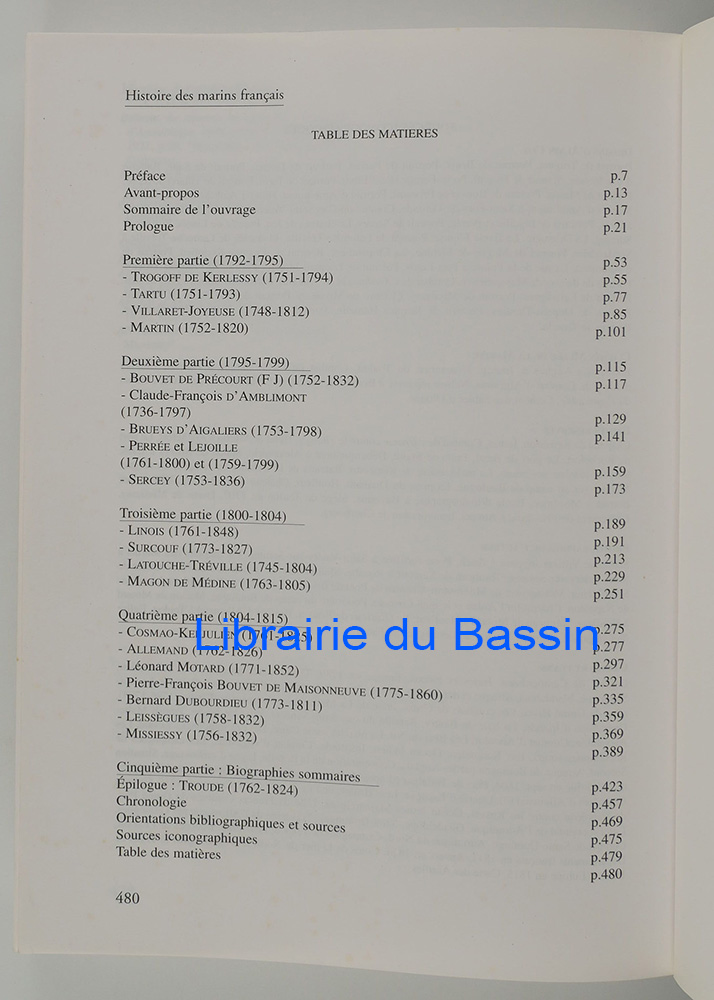 Histoire des marins français
TABLE DES MATIERES
Préface p.7
Avant-propos p.13
Sommaire de l'ouvrage p.17
Prologue p.21
Première partie (1792-1795) p.53
- TROGOFF DE KERLESSY (1751-1794) p.55
- TARTU (1751-1793) p.77
- VILLARET-JOYEUSE (1748-1812) p.85
- MARTIN (1752-1820) p.101
Deuxième partie (1795-1799) p.115
- BOUVET DE PRÉCOURT (F J) (1752-1832) p.117
- Claude-François D'AMBLIMONT
(1736-1797) p.129
- BRUEYS D'AIGALIERS (1753-1798) p.141
- PERRÉE et LEJOILLE
(1761-1800) et (1759-1799) p.159
- SERCEY (1753-1836) p.173
Troisième partie (1800-1804) p.189
- LINOIS (1761-1848) p.191
- SURCOUF (1773-1827) p.213
- LATOUCHE-TRÉVILLE (1745-1804) p.229
- MAGON DE MÉDINE (1763-1805) p.251
Quatrième partie (1804-1815) p.275
- COSMAO-KERJULIEN (1761-1825) p.277
- ALLEMAND (1762-1826) p.297
- Léonard MOTARD (1771-1852) p.321
- Pierre-François BOUVET DE MAISONNEUVE (1775-1860) p.335
- Bernard DUBOURDIEU (1773-1811) p.359
- LEISSÈGUES (1758-1832) p.369
- MISSIESSY (1756-1832) p.389
Librairie du Bassin
Cinquième partie : Biographies sommaires p.423
Épilogue : TROUDE (1762-1824) p.457
Chronologie p.469
Orientations bibliographiques et sources p.475
Sources iconographiques p.479
Table des matières p.480
480